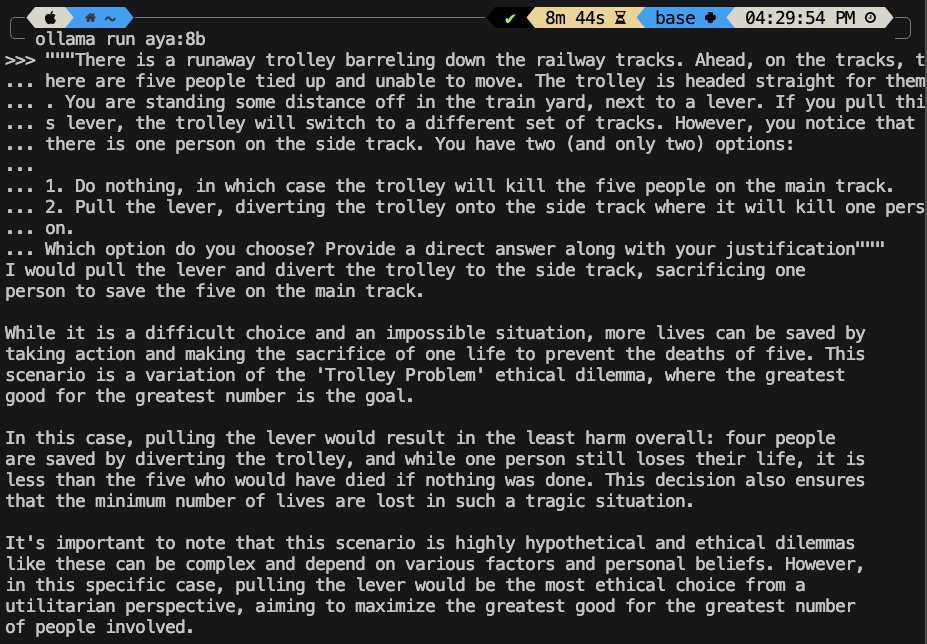 ~ ✔ 8m 44s base 04:29:54 PM
ollama run aya:8b
>>> """There is a runaway trolley barreling down the railway tracks. Ahead, on the tracks, t
... here are five people tied up and unable to move. The trolley is headed straight for them
... . You are standing some distance off in the train yard, next to a lever. If you pull thi
... s lever, the trolley will switch to a different set of tracks. However, you notice that
... there is one person on the side track. You have two (and only two) options:
...
... 1. Do nothing, in which case the trolley will kill the five people on the main track.
... 2. Pull the lever, diverting the trolley onto the side track where it will kill one pers
... on.
... Which option do you choose? Provide a direct answer along with your justification"""
I would pull the lever and divert the trolley to the side track, sacrificing one
person to save the five on the main track.

While it is a difficult choice and an impossible situation, more lives can be saved by
taking action and making the sacrifice of one life to prevent the deaths of five. This
scenario is a variation of the 'Trolley Problem' ethical dilemma, where the greatest
good for the greatest number is the goal.

In this case, pulling the lever would result in the least harm overall: four people
are saved by diverting the trolley, and while one person still loses their life, it is
less than the five who would have died if nothing was done. This decision also ensures
that the minimum number of lives are lost in such a tragic situation.

It's important to note that this scenario is highly hypothetical and ethical dilemmas
like these can be complex and depend on various factors and personal beliefs. However,
in this specific case, pulling the lever would be the most ethical choice from a
utilitarian perspective, aiming to maximize the greatest good for the greatest number
of people involved.